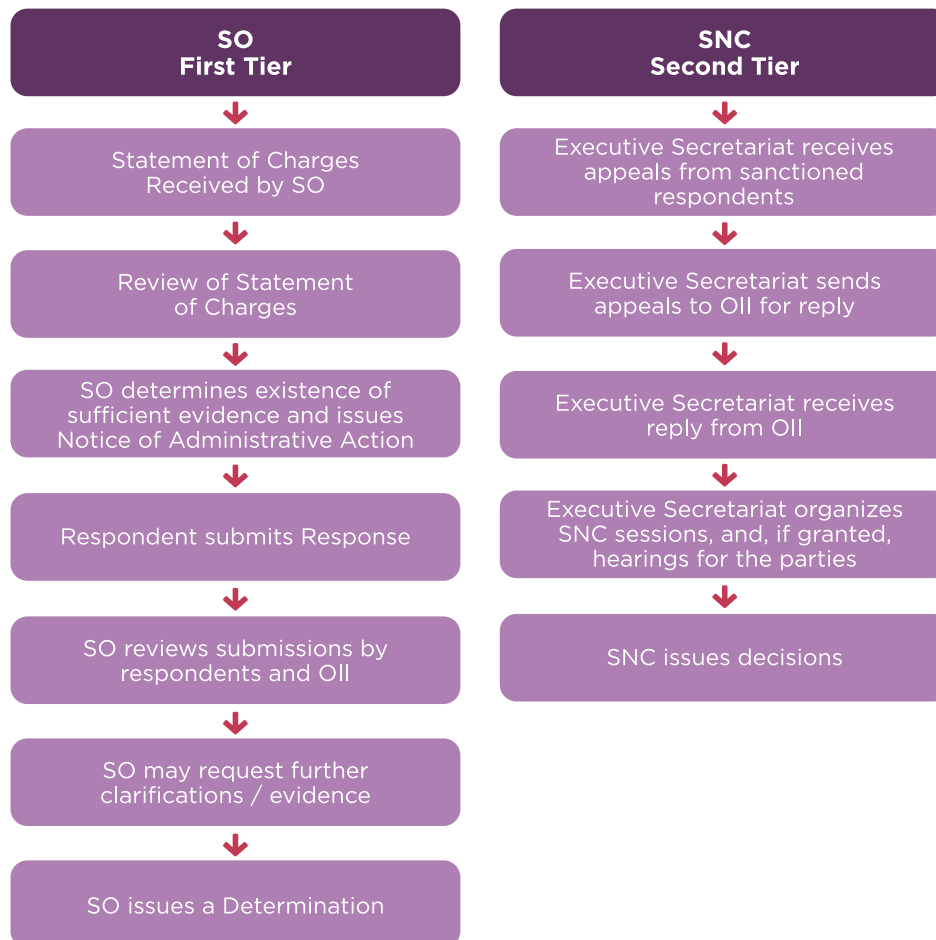 SO
First Tier
Statement of Charges
Received by SO
Review of Statement
of Charges
SO determines existence of
sufficient evidence and issues
Notice of Administrative Action
Respondent submits Response
SO reviews submissions by
respondents and OII
SO may request further
clarifications / evidence
SO issues a Determination
SNC
Second Tier
Executive Secretariat receives
appeals from sanctioned
respondents
Executive Secretariat sends
appeals to OII for reply
Executive Secretariat receives
reply from OII
Executive Secretariat organizes
SNC sessions, and, if granted,
hearings for the parties
SNC issues decisions